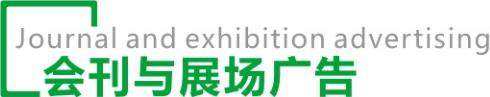 Journal and exhibition advertising
会刊与展场广告